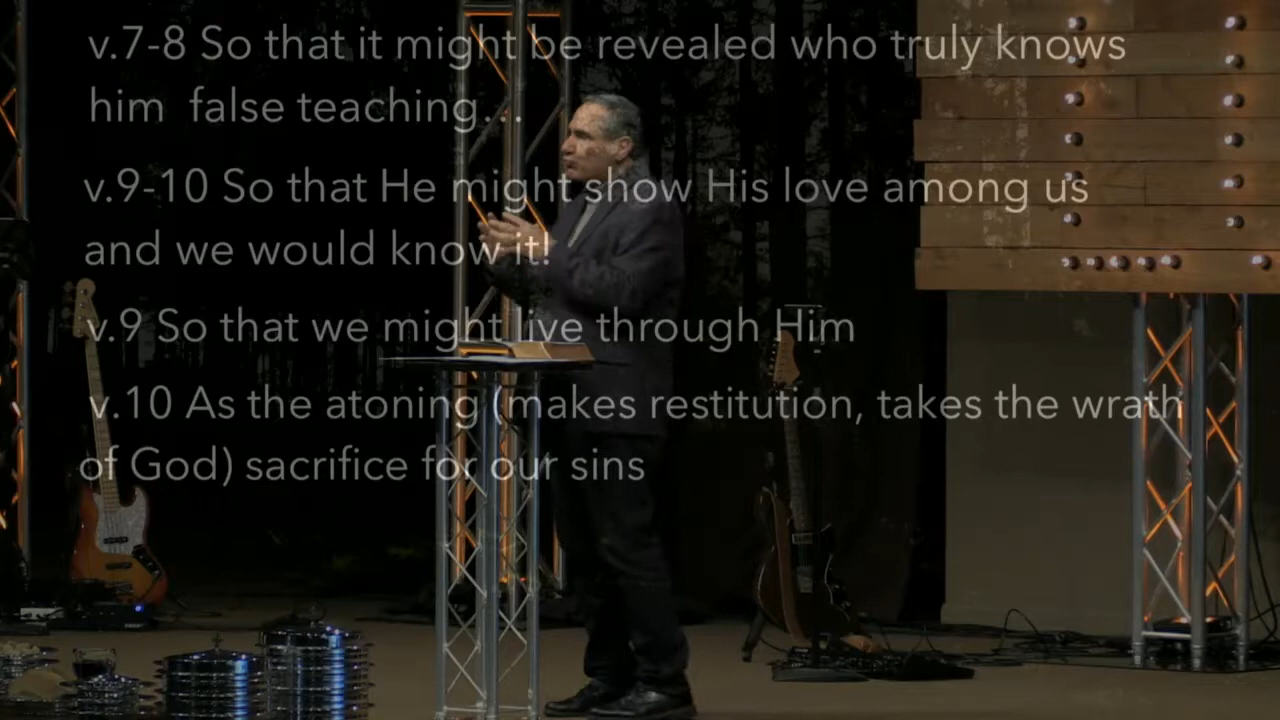 v.7-8 So that it might be revealed who truly knows
him false teaching...
v.9-10 So that He might show His love among us
and we would know it!
v.9 So that we might live through Him
v.10 As the atoning (makes restitution, takes the wrath
of God) sacrifice for our sins